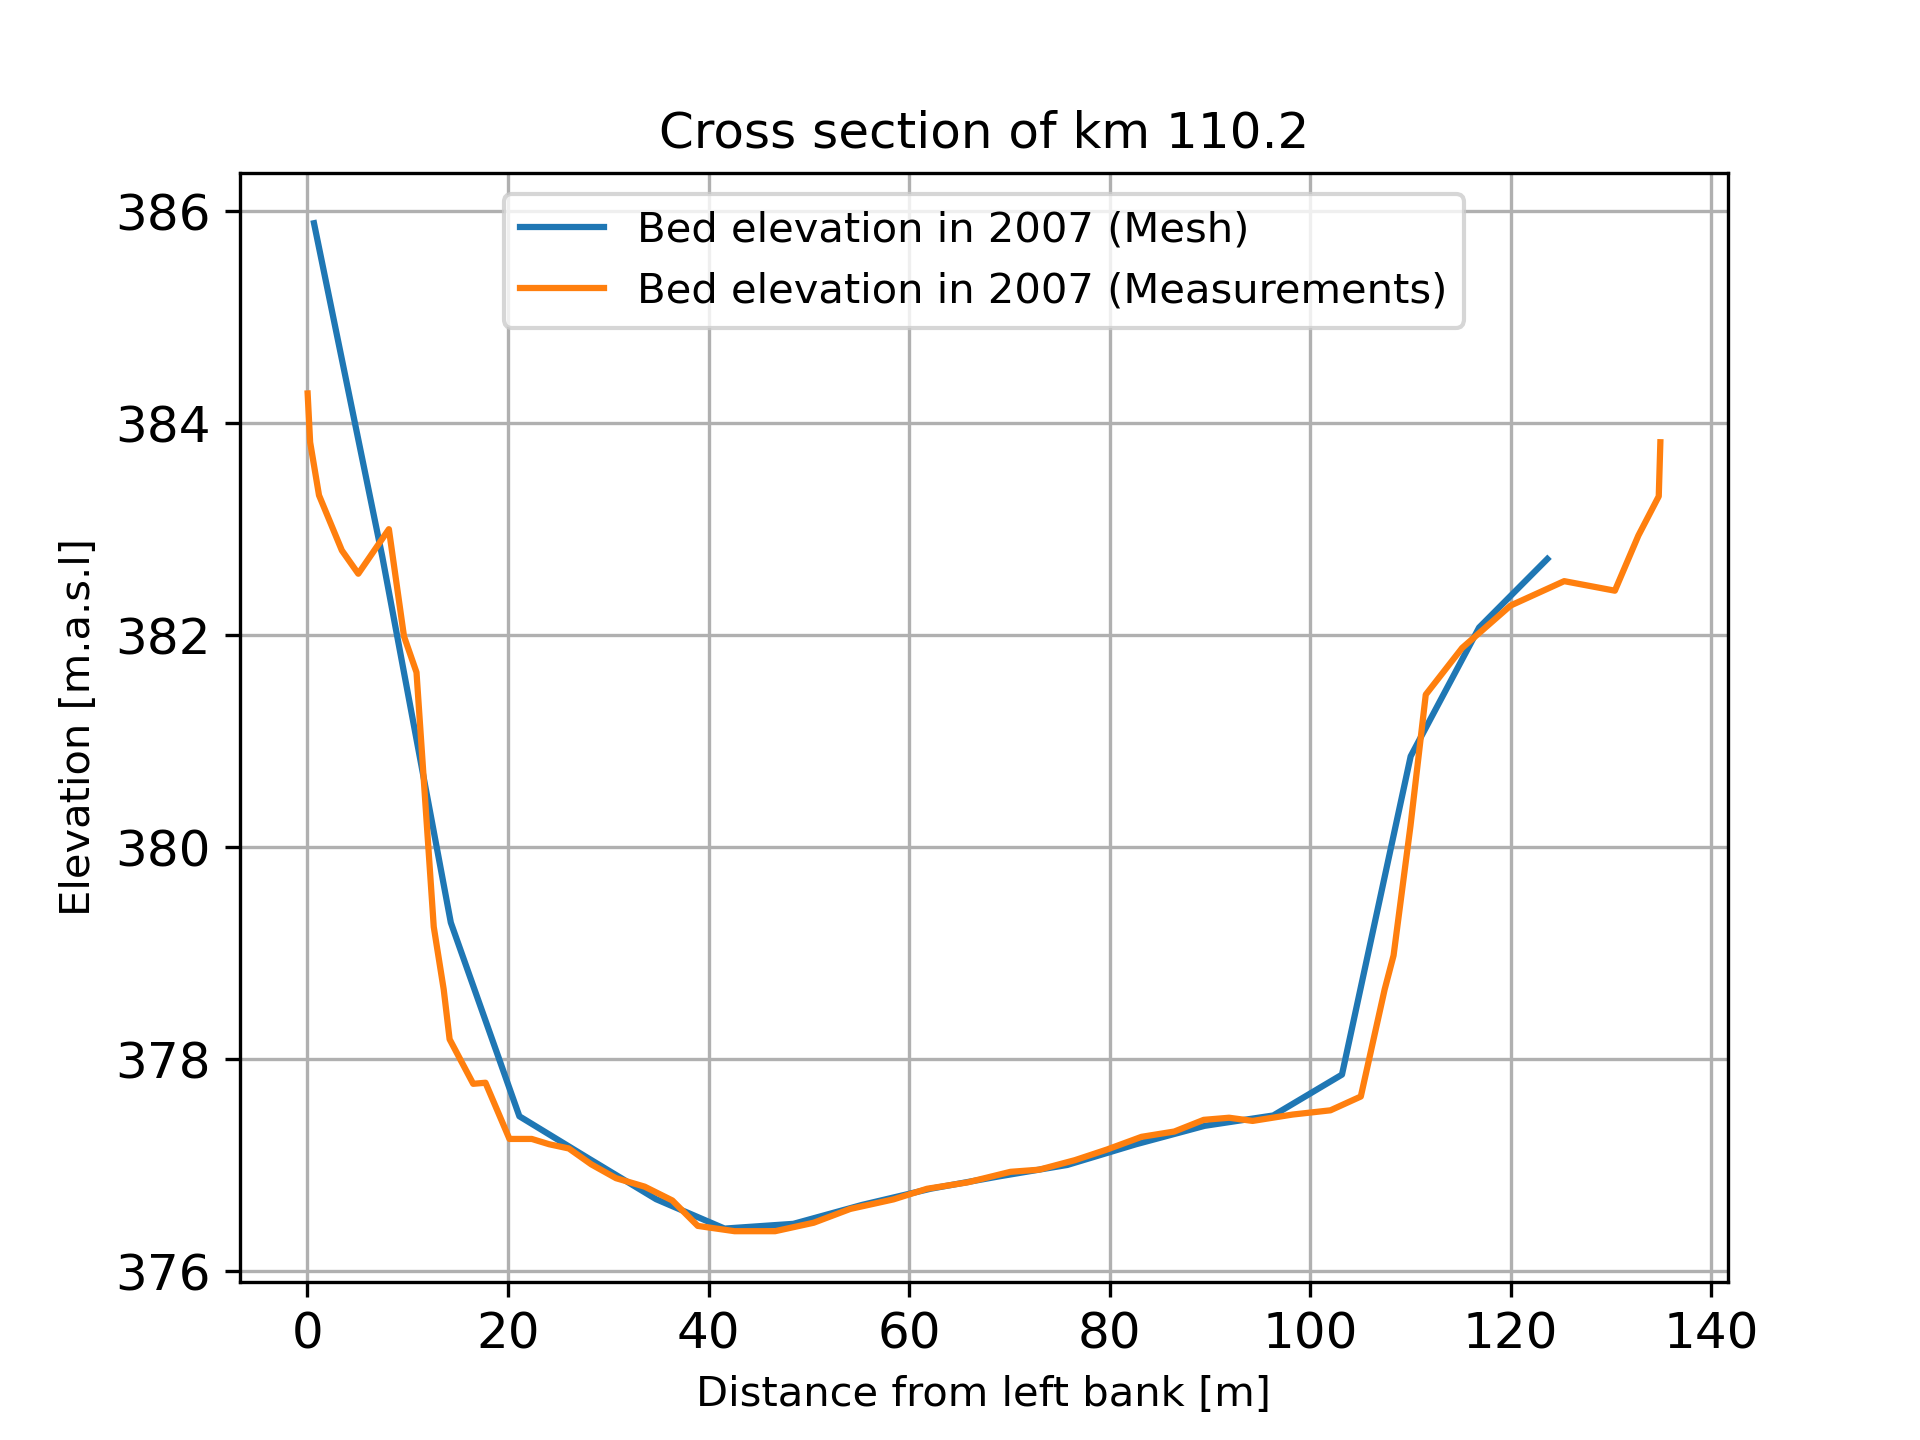 Cross section of km 110.2
Bed elevation in 2007 (Mesh)
Bed elevation in 2007 (Measurements)
386
384
382
380
378
376
Elevation [m.a.s.l]
0 20 40 60 80 100 120 140
Distance from left bank [m]